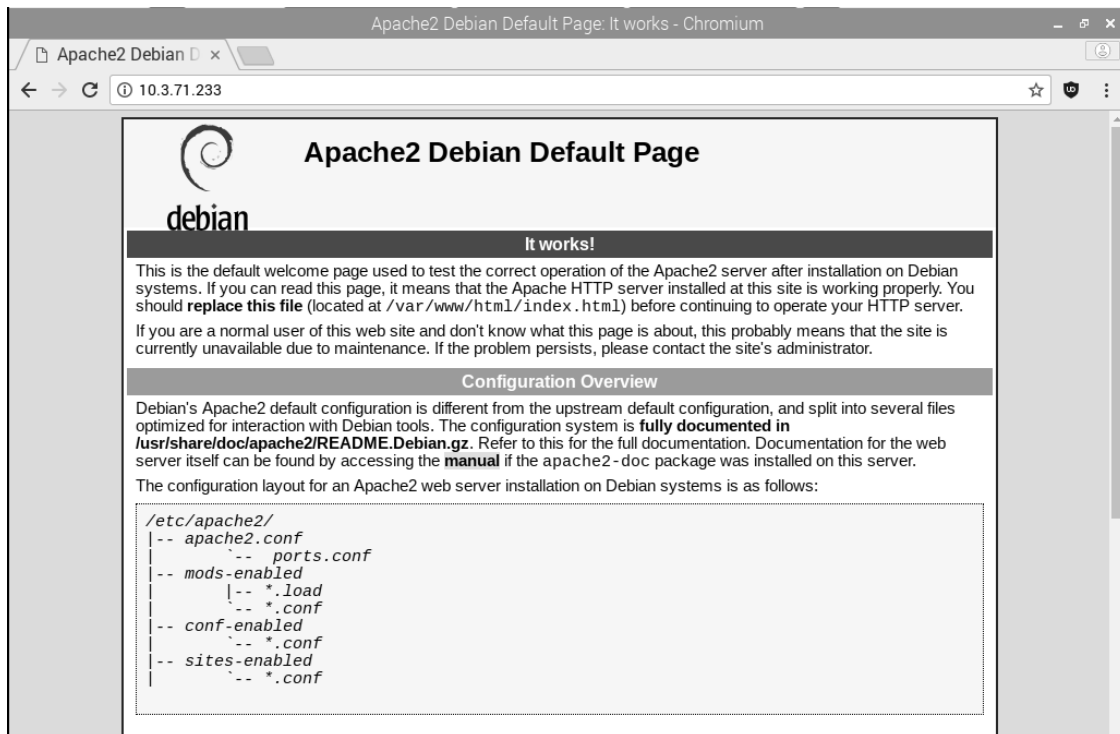 Apache2 Debian Default Page: It works - Chromium
Apache2 Debian D
10.3.71.233
debian
Apache2 Debian Default Page
It works!
This is the default welcome page used to test the correct operation of the Apache2 server after installation on Debian
systems. If you can read this page, it means that the Apache HTTP server installed at this site is working properly. You
should replace this file (located at /var/www/html/index.html) before continuing to operate your HTTP server.
If you are a normal user of this web site and don't know what this page is about, this probably means that the site is
currently unavailable due to maintenance. If the problem persists, please contact the site's administrator.
Configuration Overview
Debian's Apache2 default configuration is different from the upstream default configuration, and split into several files
optimized for interaction with Debian tools. The configuration system is fully documented in
/usr/share/doc/apache2/README.Debian.gz. Refer to this for the full documentation. Documentation for the web
server itself can be found by accessing the manual if the apache2-doc package was installed on this server.
The configuration layout for an Apache2 web server installation on Debian systems is as follows:
/etc/apache2/
|-- apache2.conf
|       `--  ports.conf
|-- mods-enabled
|       |-- *.load
|       `-- *.conf
|-- conf-enabled
|       `-- *.conf
|-- sites-enabled
|       `-- *.conf